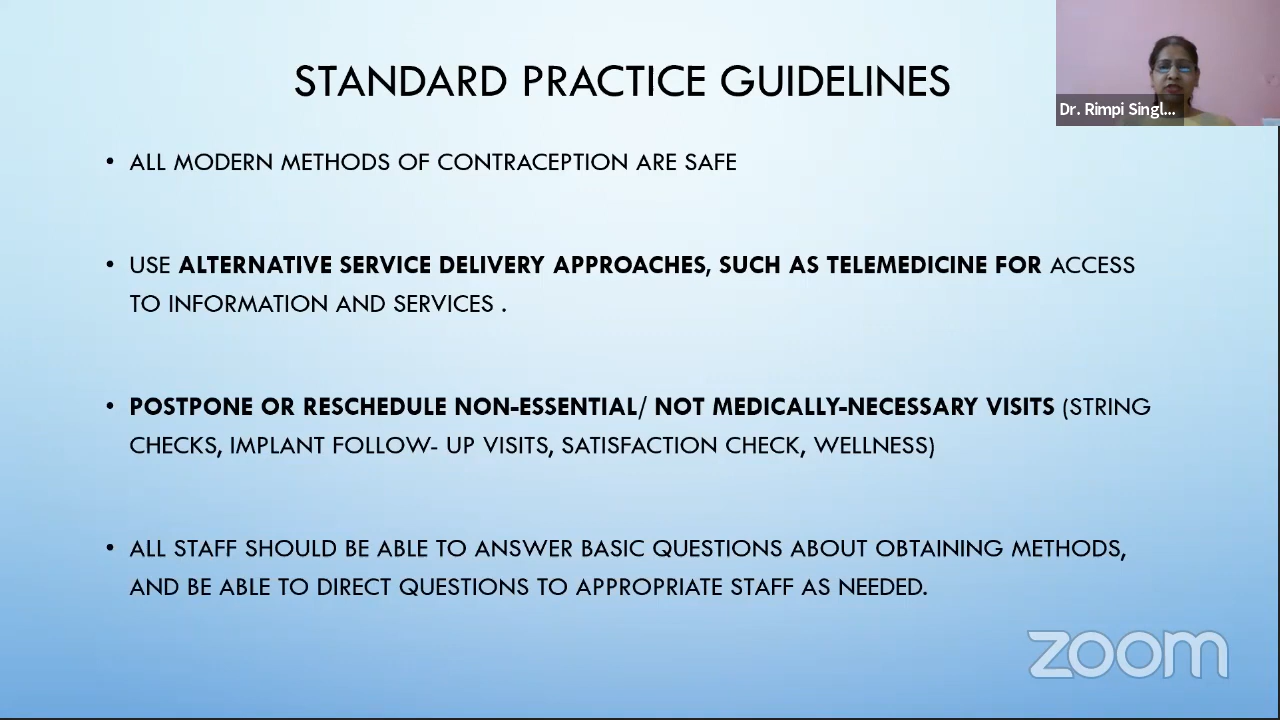 STANDARD PRACTICE GUIDELINES
Dr. Rimpi Singl...
• ALL MODERN METHODS OF CONTRACEPTION ARE SAFE
• USE ALTERNATIVE SERVICE DELIVERY APPROACHES, SUCH AS TELEMEDICINE FOR ACCESS
TO INFORMATION AND SERVICES .
• POSTPONE OR RESCHEDULE NON-ESSENTIAL/ NOT MEDICALLY-NECESSARY VISITS (STRING
CHECKS, IMPLANT FOLLOW- UP VISITS, SATISFACTION CHECK, WELLNESS)
• ALL STAFF SHOULD BE ABLE TO ANSWER BASIC QUESTIONS ABOUT OBTAINING METHODS,
AND BE ABLE TO DIRECT QUESTIONS TO APPROPRIATE STAFF AS NEEDED.
zoom